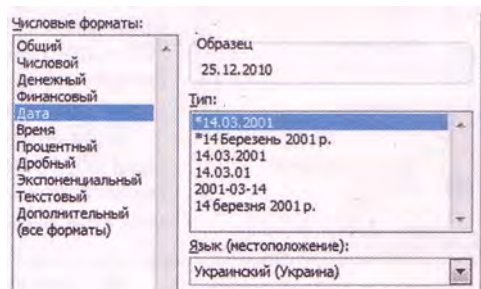 Числовые форматы:
Общий
Числовой
Денежный
Финансовый
Дата
Время
Процентный
Дробный
Экспоненциальный
Текстовый
Дополнительный
(все форматы)
Образец
25.12.2010
Тип:
*14.03.2001
*14 Березень 2001 р.
14.03.2001
14.03.01
2001-03-14
14 березня 2001 р.
Язык (местоположение):
Украинский (Украина)